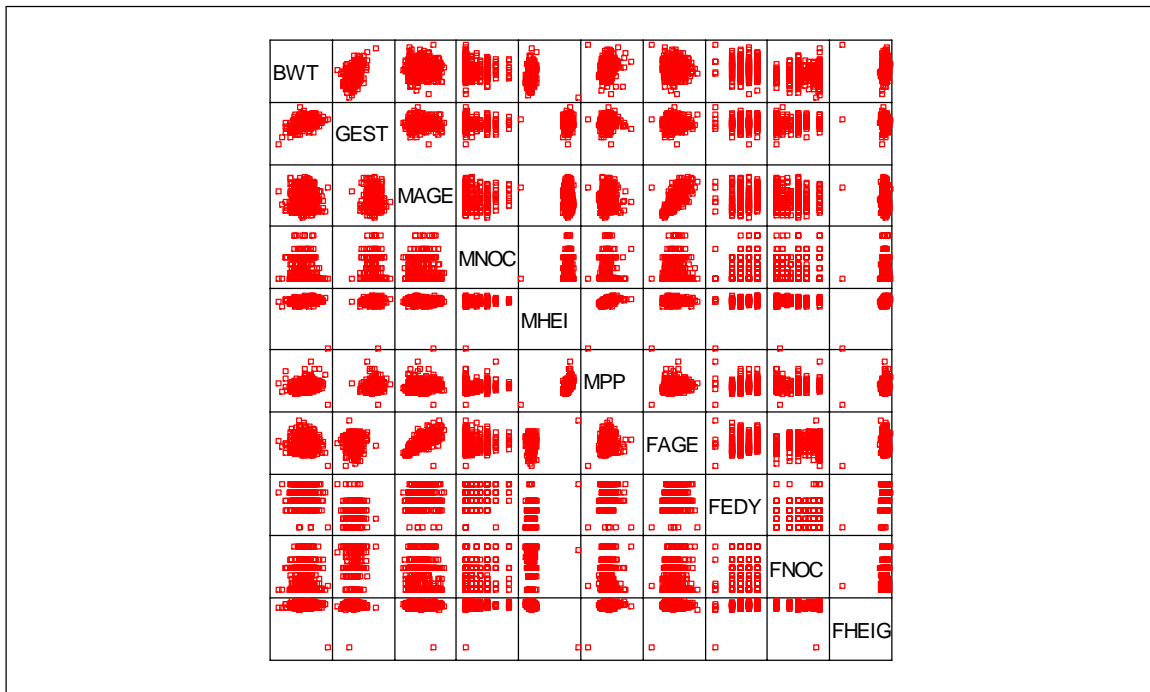 BWT
GEST
MAGE
MNOC
MHEI
MPP
FAGE
FEDY
FNOC
FHEIG